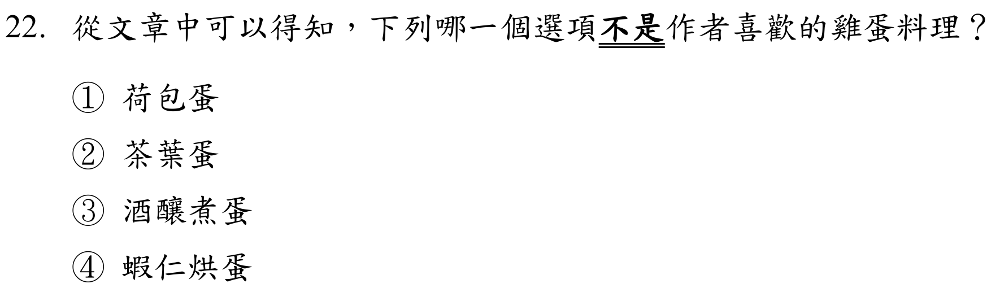 22. 從文章中可以得知，下列哪一個選項不是作者喜歡的雞蛋料理？
① 荷包蛋
② 茶葉蛋
③ 酒釀煮蛋
④ 蝦仁烘蛋